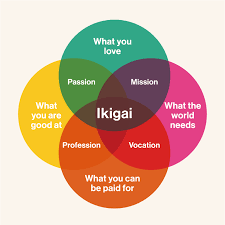 What you
love
Passion
Mission
What
you are
good at
Ikigai
What the
world
needs
Profession
Vocation
What you can
be paid for